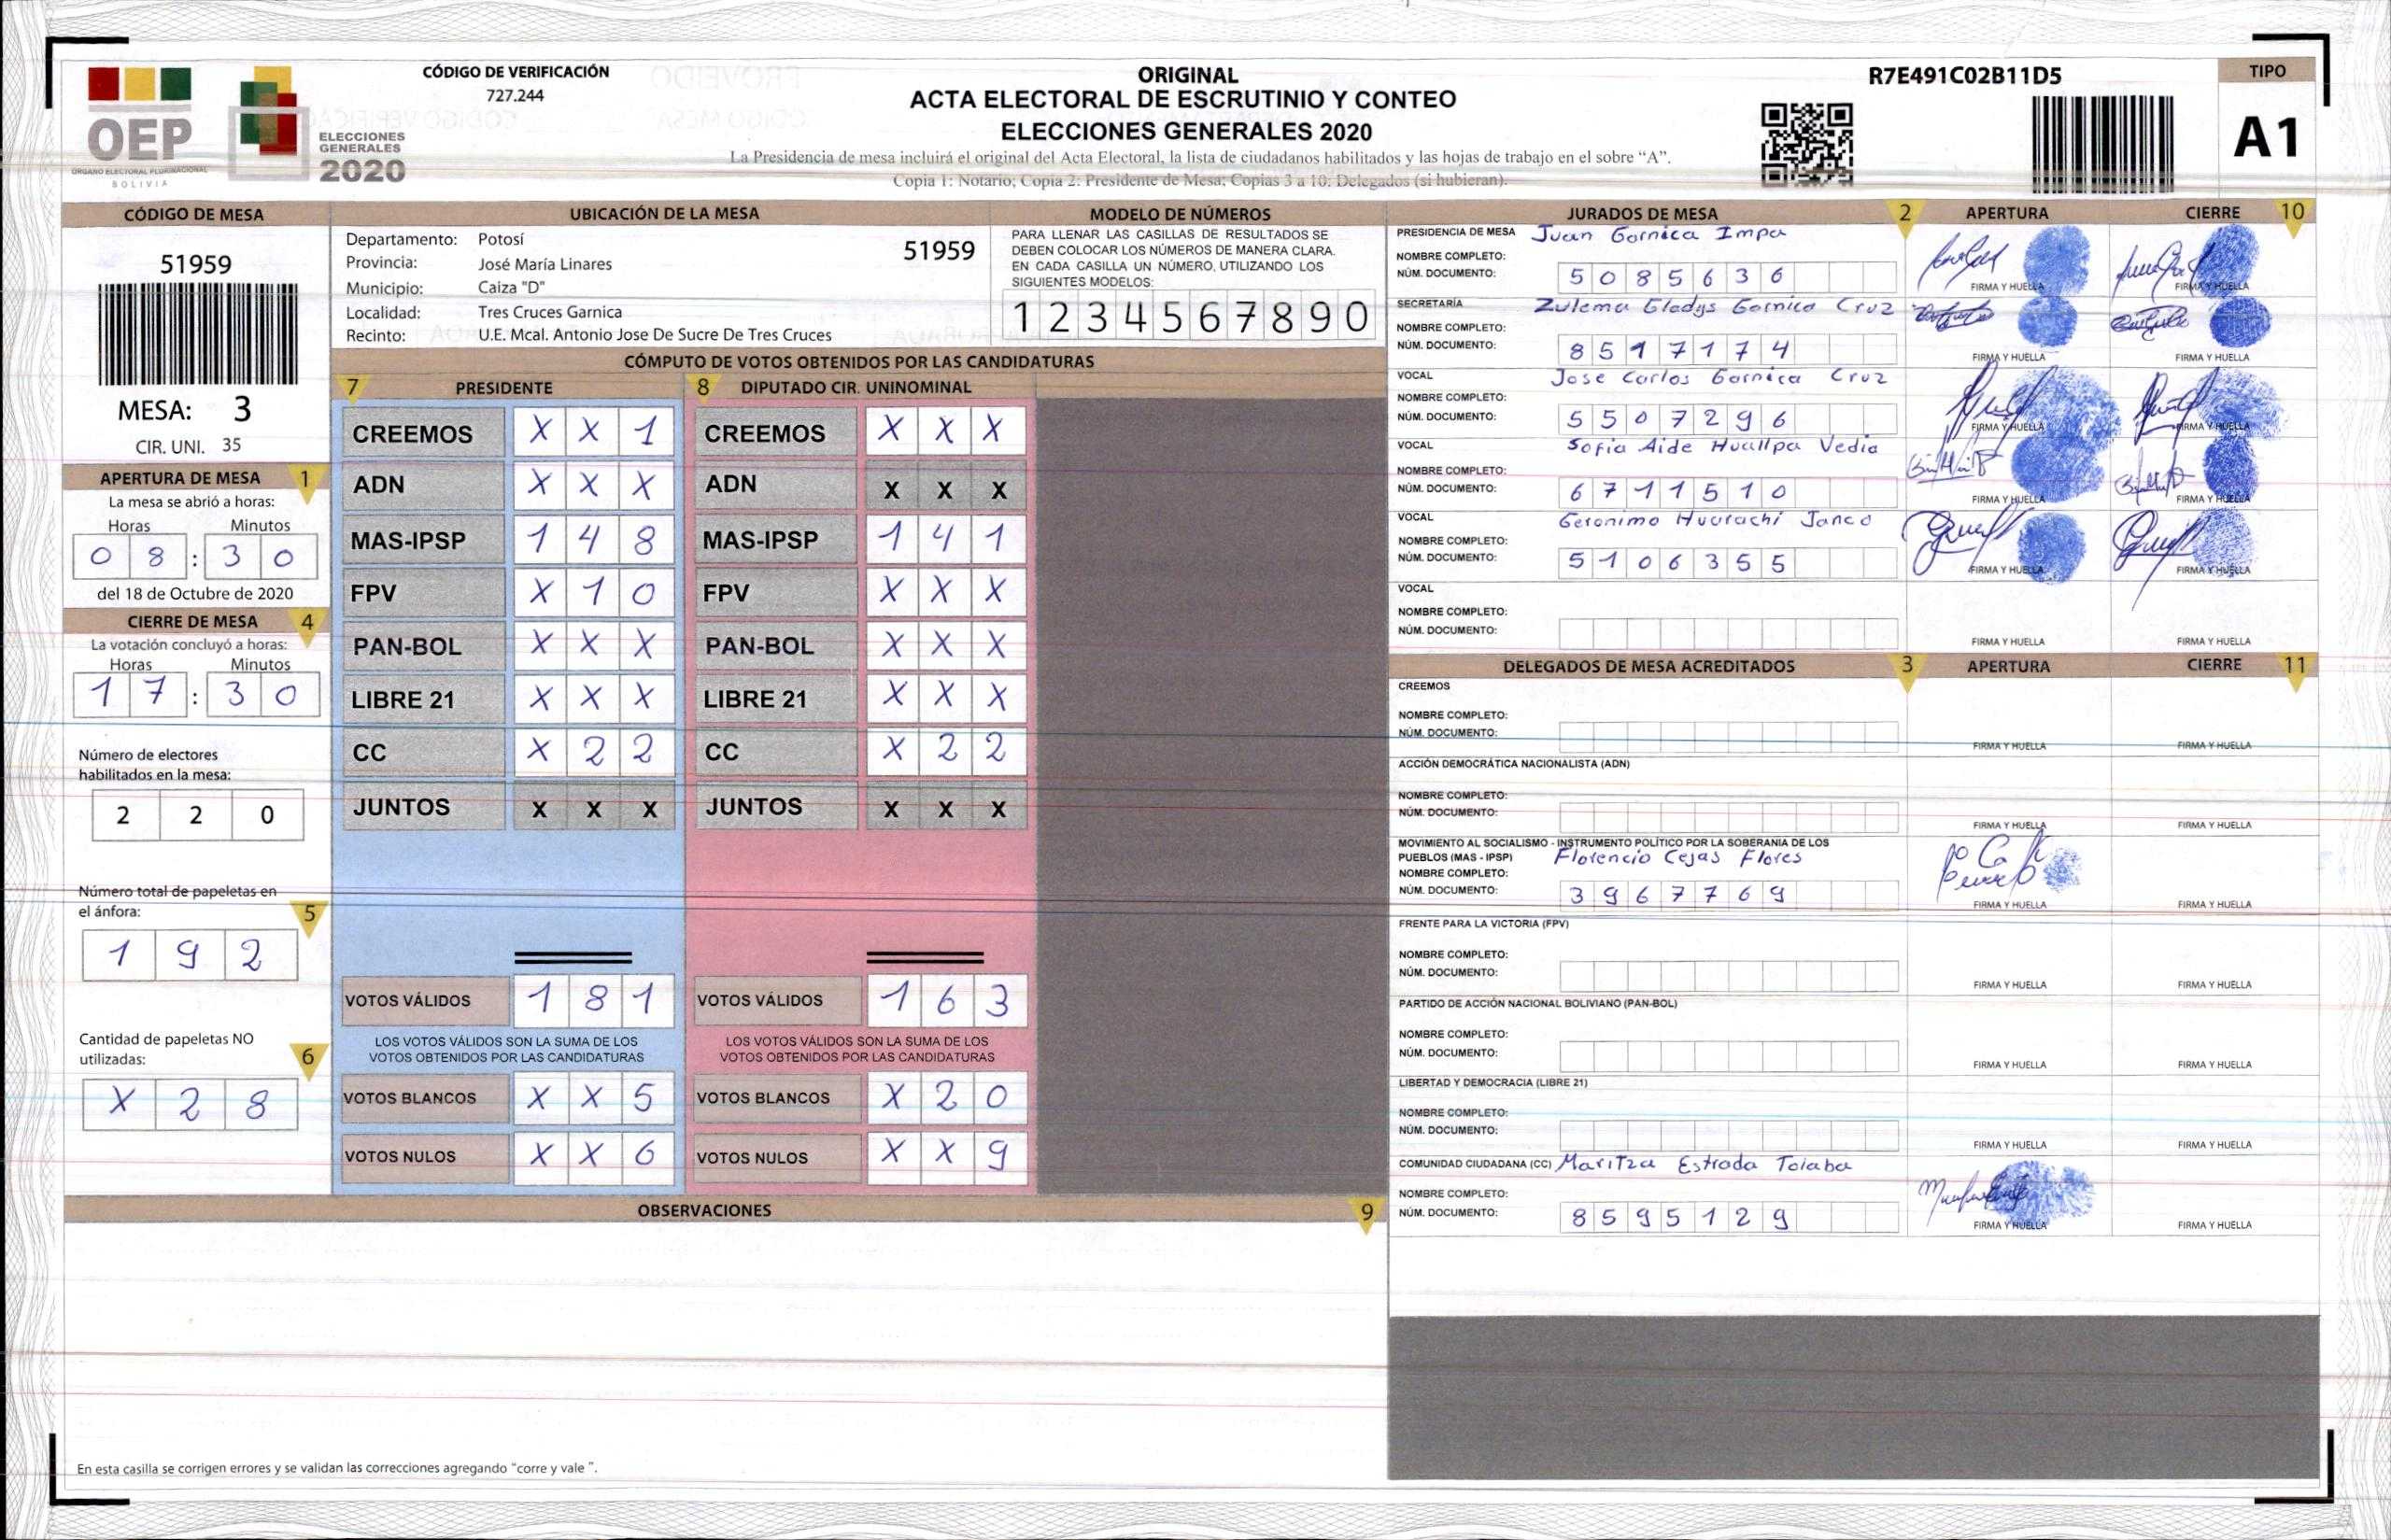 CÓDIGO DE VERIFICACIÓN
727.244
OEP
ÓRGANO ELECTORAL PLURINACIONAL
BOLIVIA
ELECCIONES
GENERALES
2020
ORIGINAL
ACTA ELECTORAL DE ESCRUTINIO Y CONTEO
ELECCIONES GENERALES 2020
La Presidencia de mesa incluirá el original del Acta Electoral, la lista de ciudadanos habilitados y las hojas de trabajo en el sobre “A”.
Copia 1: Notario; Copia 2: Presidente de Mesa; Copias 3 a 10: Delegados (si hubieran).
R7E491C02B11D5
TIPO
A1
CÓDIGO DE MESA
51959
MESA: 3
CIR. UNI. 35
APERTURA DE MESA 1
La mesa se abrió a horas:
Horas Minutos
0 8 : 3 0
del 18 de Octubre de 2020
CIERRE DE MESA 4
La votación concluyó a horas:
Horas Minutos
1 7 : 3 0
Número de electores
habilitados en la mesa:
2 2 0
Número total de papeletas en
el ánfora: 5
1 9 2
Cantidad de papeletas NO
utilizadas: 6
X 2 8
UBICACIÓN DE LA MESA
Departamento: Potosí
51959
Provincia: José María Linares
Municipio: Caiza "D"
Localidad: Tres Cruces Garnica
Recinto: U.E. Mcal. Antonio Jose De Sucre De Tres Cruces
MODELO DE NÚMEROS
PARA LLENAR LAS CASILLAS DE RESULTADOS SE
DEBEN COLOCAR LOS NÚMEROS DE MANERA CLARA.
EN CADA CASILLA UN NÚMERO, UTILIZANDO LOS
SIGUIENTES MODELOS:
1 2 3 4 5 6 7 8 9 0
CÓMPUTO DE VOTOS OBTENIDOS POR LAS CANDIDATURAS
7 PRESIDENTE
CREEMOS X X 1
ADN X X X
MAS-IPSP 1 4 8
FPV X 1 0
PAN-BOL X X X
LIBRE 21 X X X
CC X 2 2
JUNTOS X X X
VOTOS VÁLIDOS 1 8 1
LOS VOTOS VÁLIDOS SON LA SUMA DE LOS
VOTOS OBTENIDOS POR LAS CANDIDATURAS
VOTOS BLANCOS X X 5
VOTOS NULOS X X 6
8 DIPUTADO CIR. UNINOMINAL
CREEMOS X X X
ADN X X X
MAS-IPSP 1 4 1
FPV X X X
PAN-BOL X X X
LIBRE 21 X X X
CC X 2 2
JUNTOS X X X
VOTOS VÁLIDOS 1 6 3
LOS VOTOS VÁLIDOS SON LA SUMA DE LOS
VOTOS OBTENIDOS POR LAS CANDIDATURAS
VOTOS BLANCOS X 2 0
VOTOS NULOS X X 9
OBSERVACIONES 9
En esta casilla se corrigen errores y se validan las correcciones agregando “corre y vale ”.
JURADOS DE MESA 2 APERTURA CIERRE 10
PRESIDENCIA DE MESA Juan Garnica Impa
NOMBRE COMPLETO:
NÚM. DOCUMENTO: 5 0 8 5 6 3 6
FIRMA Y HUELLA FIRMA Y HUELLA
SECRETARÍA Zulema Gladys Garnica Cruz
NOMBRE COMPLETO:
NÚM. DOCUMENTO: 8 5 1 7 1 7 4
FIRMA Y HUELLA FIRMA Y HUELLA
VOCAL Jose Carlos Garnica Cruz
NOMBRE COMPLETO:
NÚM. DOCUMENTO: 5 5 0 7 2 9 6
FIRMA Y HUELLA FIRMA Y HUELLA
VOCAL Sofia Aide Huallpa Vedia
NOMBRE COMPLETO:
NÚM. DOCUMENTO: 6 7 1 1 5 1 0
FIRMA Y HUELLA FIRMA Y HUELLA
VOCAL Geronimo Huarachi Janco
NOMBRE COMPLETO:
NÚM. DOCUMENTO: 5 1 0 6 3 5 5
FIRMA Y HUELLA FIRMA Y HUELLA
VOCAL
NOMBRE COMPLETO:
NÚM. DOCUMENTO:
FIRMA Y HUELLA FIRMA Y HUELLA
DELEGADOS DE MESA ACREDITADOS 3 APERTURA CIERRE 11
CREEMOS
NOMBRE COMPLETO:
NÚM. DOCUMENTO:
FIRMA Y HUELLA FIRMA Y HUELLA
ACCIÓN DEMOCRÁTICA NACIONALISTA (ADN)
NOMBRE COMPLETO:
NÚM. DOCUMENTO:
FIRMA Y HUELLA FIRMA Y HUELLA
MOVIMIENTO AL SOCIALISMO - INSTRUMENTO POLÍTICO POR LA SOBERANIA DE LOS
PUEBLOS (MAS - IPSP) Florencio Cejas Flores
NOMBRE COMPLETO:
NÚM. DOCUMENTO: 3 9 6 7 7 6 9
FIRMA Y HUELLA FIRMA Y HUELLA
FRENTE PARA LA VICTORIA (FPV)
NOMBRE COMPLETO:
NÚM. DOCUMENTO:
FIRMA Y HUELLA FIRMA Y HUELLA
PARTIDO DE ACCIÓN NACIONAL BOLIVIANO (PAN-BOL)
NOMBRE COMPLETO:
NÚM. DOCUMENTO:
FIRMA Y HUELLA FIRMA Y HUELLA
LIBERTAD Y DEMOCRACIA (LIBRE 21)
NOMBRE COMPLETO:
NÚM. DOCUMENTO:
FIRMA Y HUELLA FIRMA Y HUELLA
COMUNIDAD CIUDADANA (CC) Maritza Estrada Tolaba
NOMBRE COMPLETO:
NÚM. DOCUMENTO: 8 5 9 5 1 2 9
FIRMA Y HUELLA FIRMA Y HUELLA